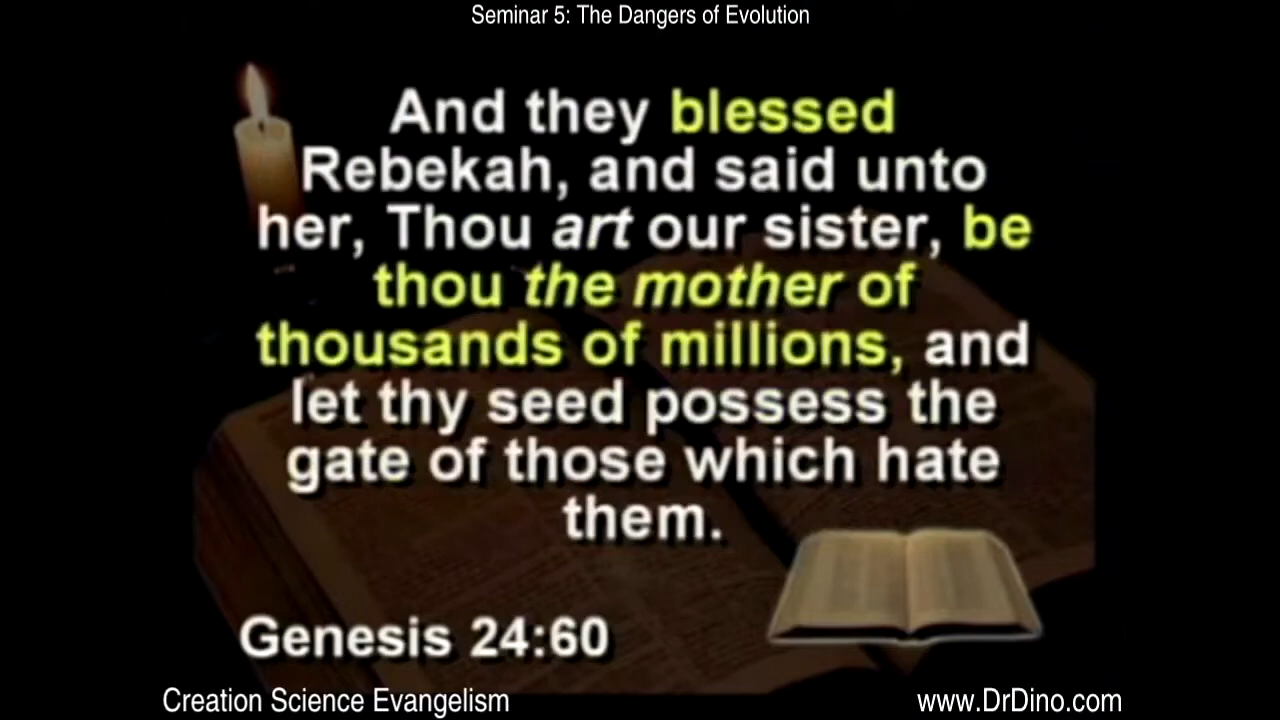 Seminar 5: The Dangers of Evolution
And they blessed
Rebekah, and said unto
her, Thou art our sister, be
thou the mother of
thousands of millions, and
let thy seed possess the
gate of those which hate
them.
Genesis 24:60
Creation Science Evangelism
www.DrDino.com